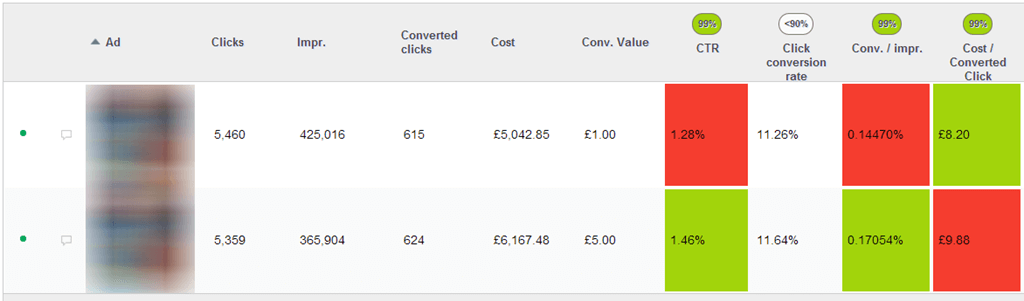 99% <90% 99% 99%
Ad Clicks Impr. Converted clicks Cost Conv. Value CTR Click conversion rate Conv. / impr. Cost / Converted Click
5,460 425,016 615 £5,042.85 £1.00 1.28% 11.26% 0.14470% £8.20
5,359 365,904 624 £6,167.48 £5.00 1.46% 11.64% 0.17054% £9.88